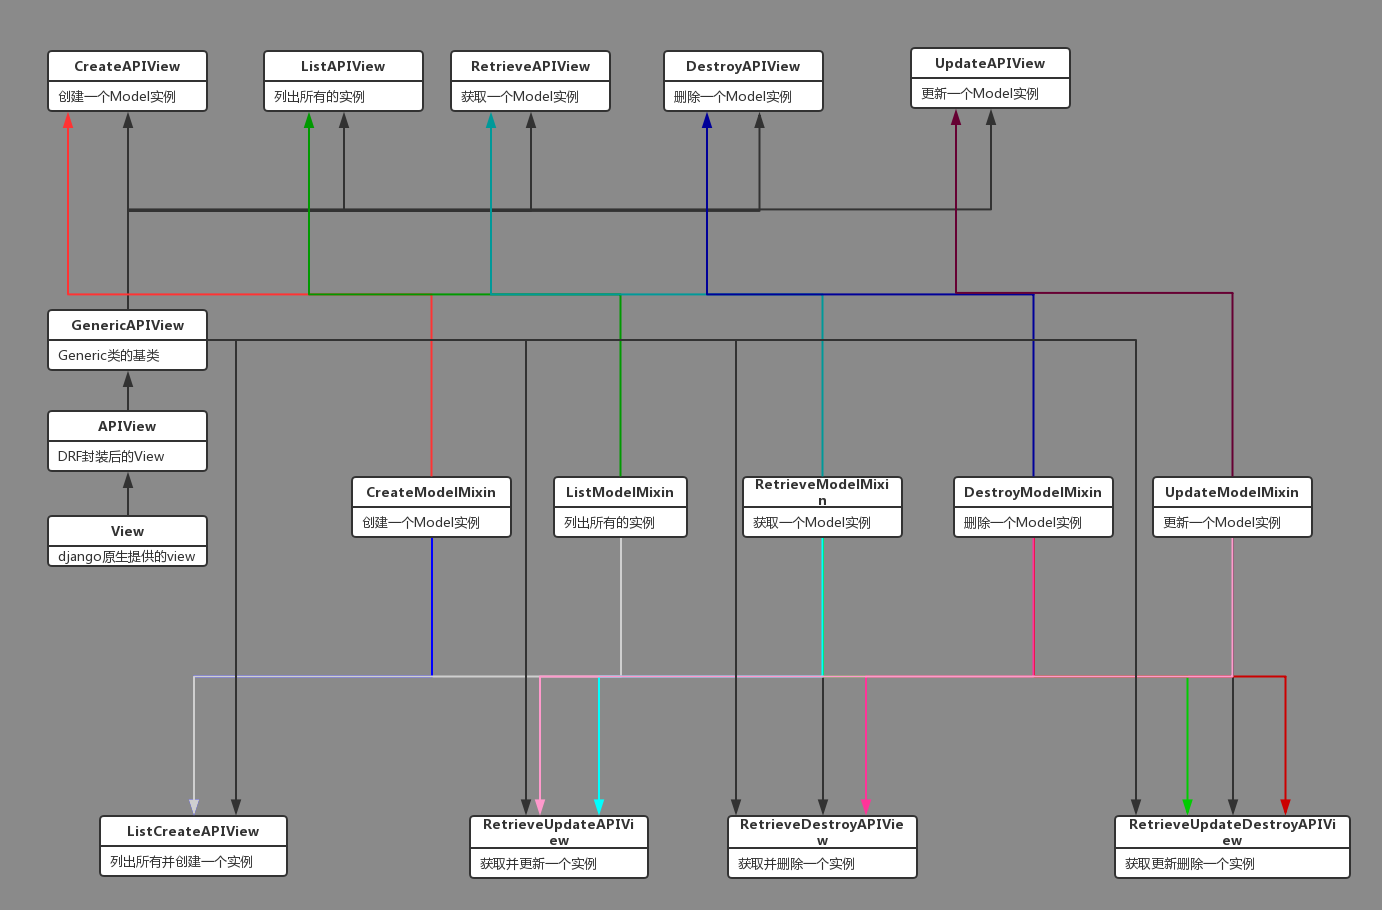 CreateAPIView
创建一个Model实例
ListAPIView
列出所有的实例
RetrieveAPIView
获取一个Model实例
DestroyAPIView
删除一个Model实例
UpdateAPIView
更新一个Model实例
GenericAPIView
Generic类的基类
APIView
DRF封装后的View
View
django原生提供的view
CreateModelMixin
创建一个Model实例
ListModelMixin
列出所有的实例
RetrieveModelMixi
n
获取一个Model实例
DestroyModelMixin
删除一个Model实例
UpdateModelMixin
更新一个Model实例
ListCreateAPIView
列出所有并创建一个实例
RetrieveUpdateAPIVi
ew
获取并更新一个实例
RetrieveDestroyAPIVie
w
获取并删除一个实例
RetrieveUpdateDestroyAPIVi
ew
获取更新删除一个实例